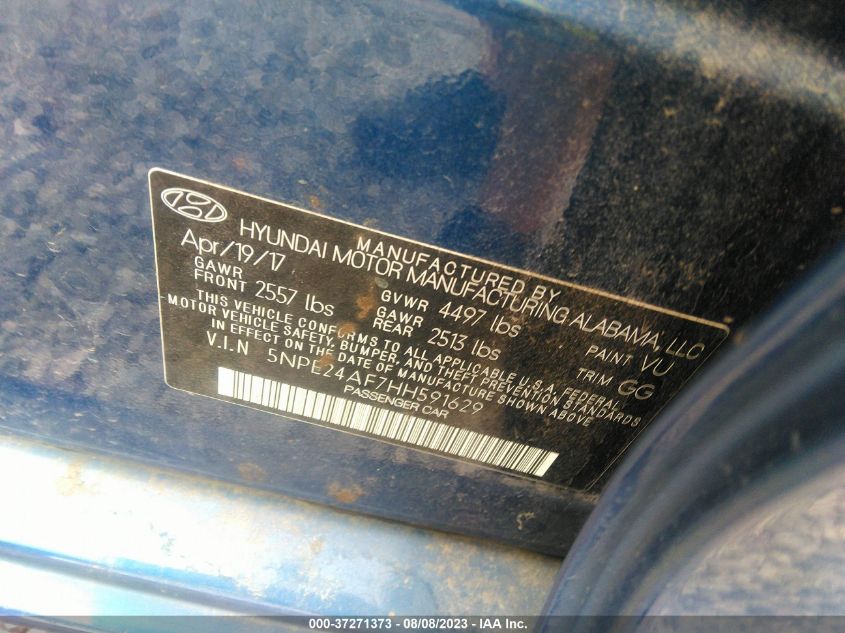 MANUFACTURED BY
HYUNDAI MOTOR MANUFACTURING ALABAMA, LLC
Apr/19/17
GAWR
FRONT 2557 lbs
GVWR 4497 lbs
GAWR
REAR 2513 lbs
PAINT VU
TRIM GG
THIS VEHICLE CONFORMS TO ALL APPLICABLE U.S.A. FEDERAL
MOTOR VEHICLE SAFETY, BUMPER, AND THEFT PREVENTION STANDARDS
IN EFFECT ON THE DATE OF MANUFACTURE SHOWN ABOVE
V.I.N 5NPE24AF7HH591629
PASSENGER CAR
000-37271373 - 08/08/2023 - IAA Inc.